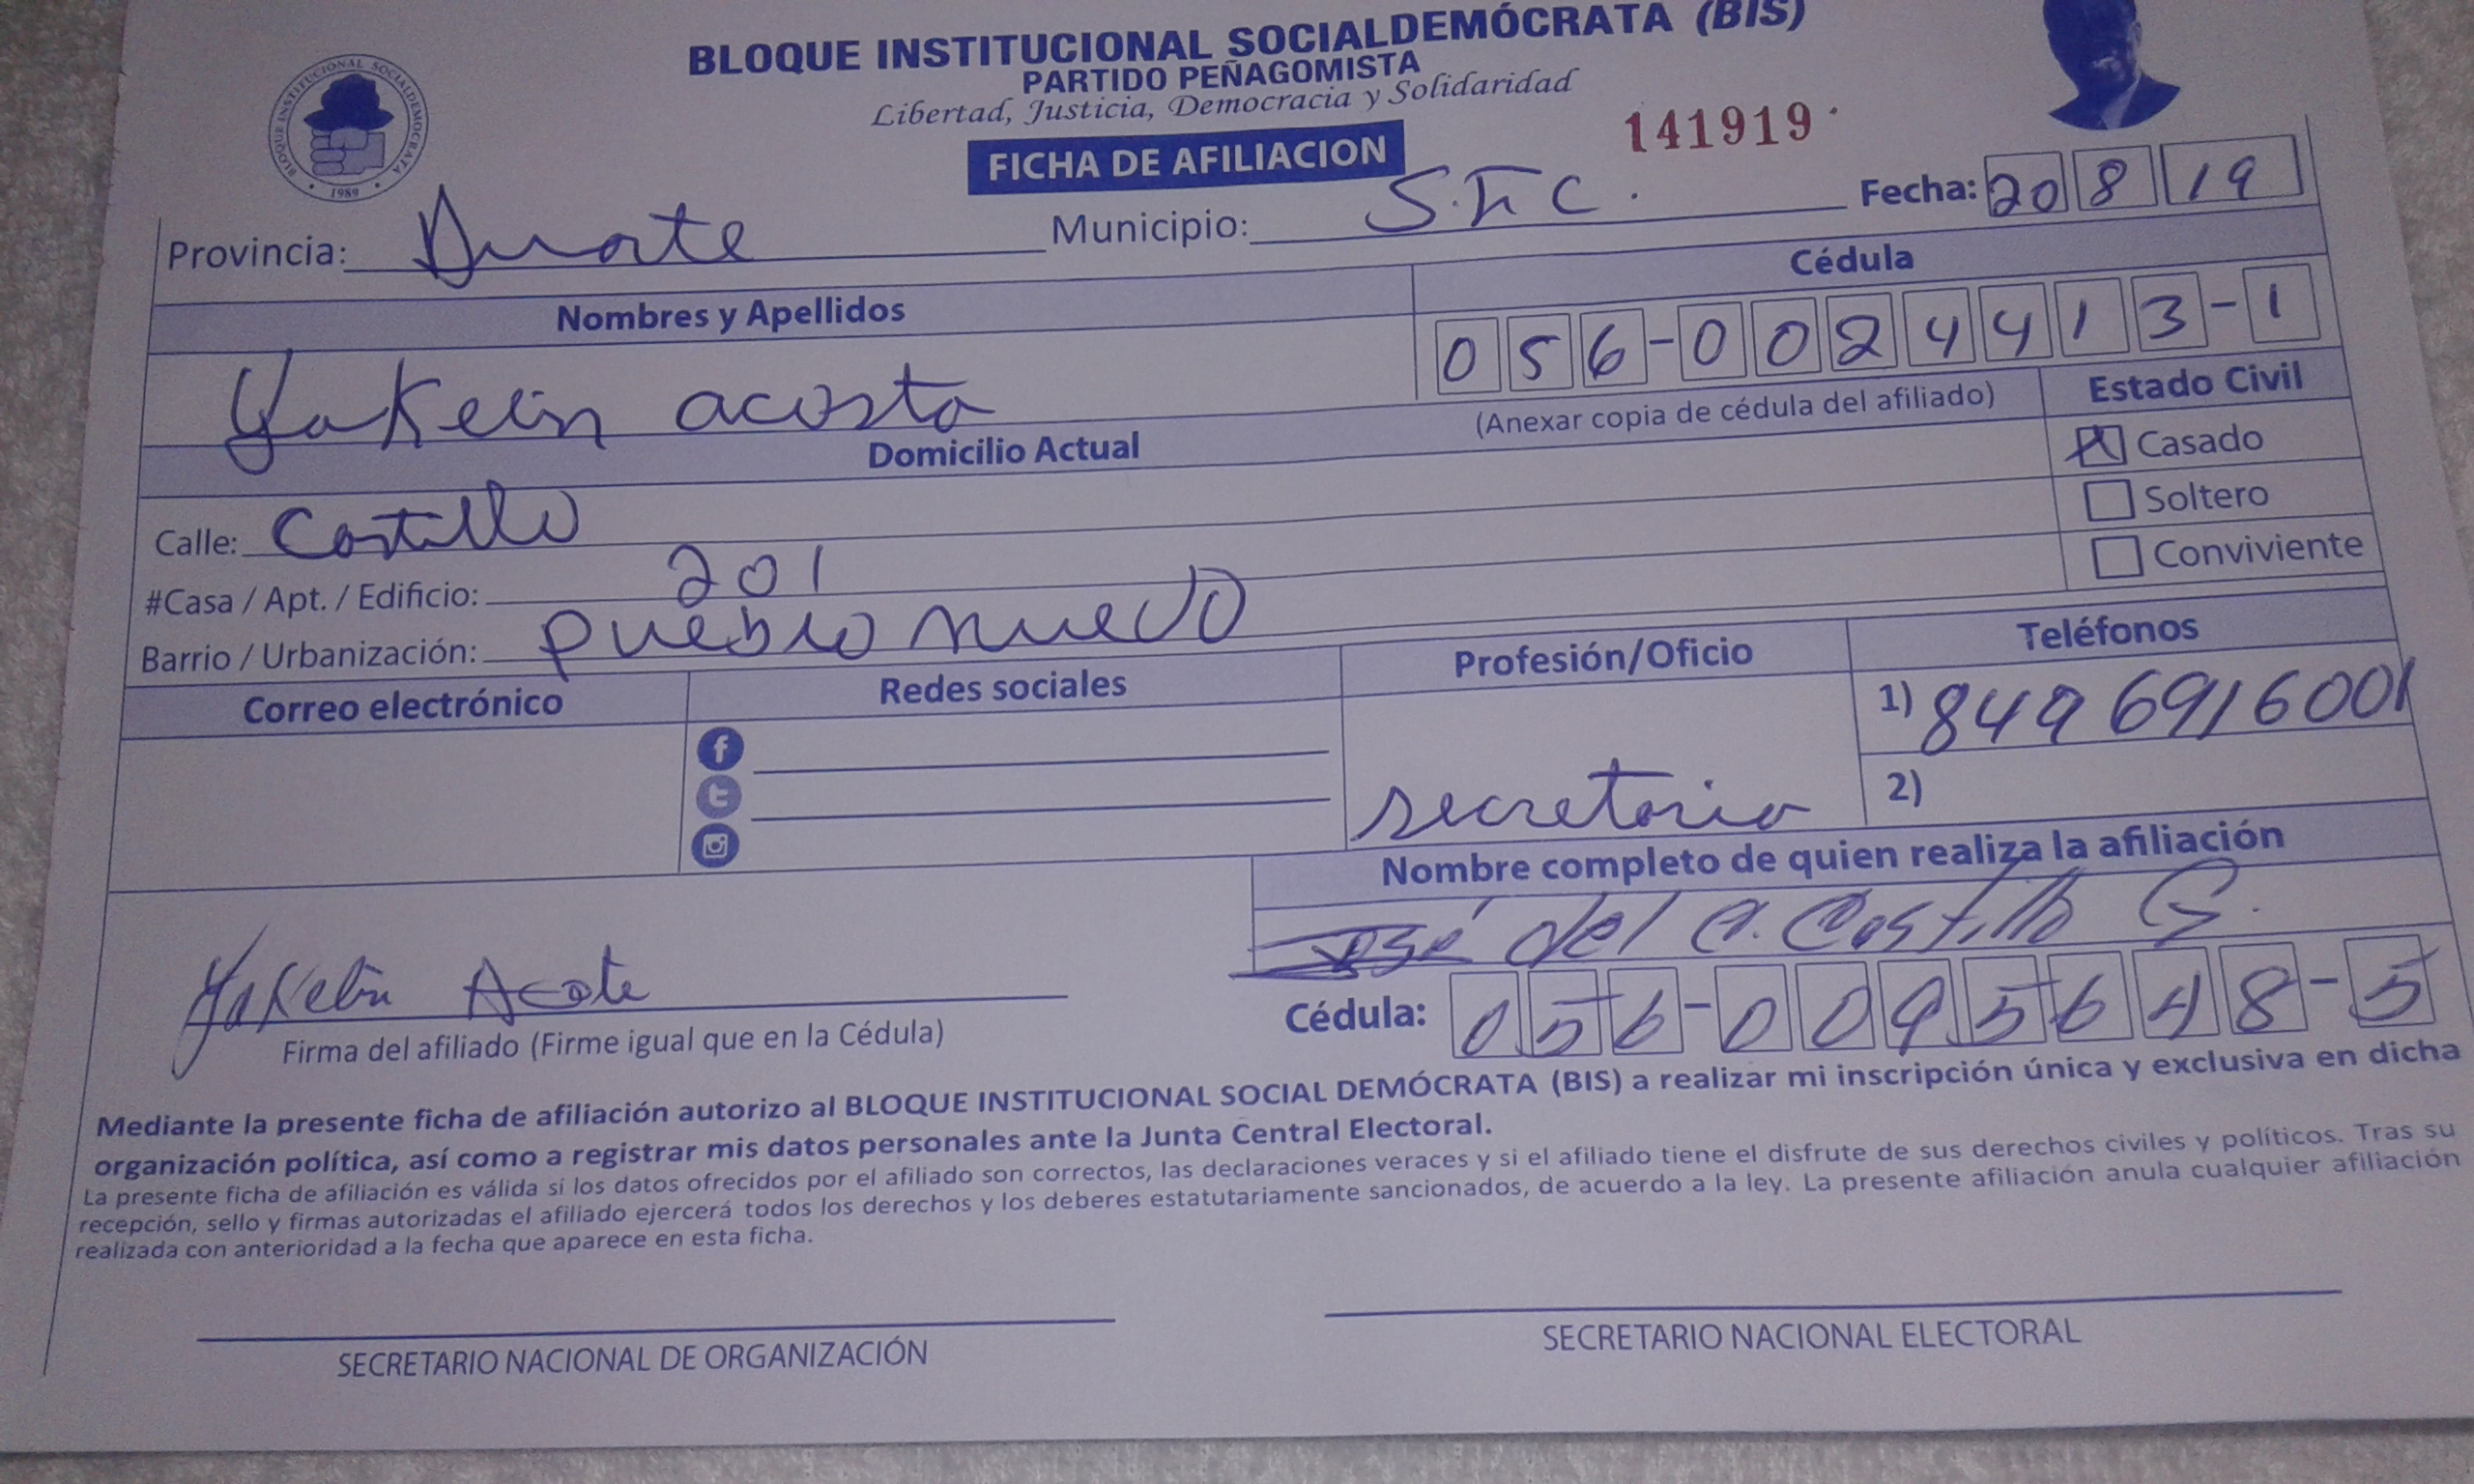 BLOQUE INSTITUCIONAL SOCIALDEMÓCRATA (BIS)
PARTIDO PEÑAGOMISTA
Libertad, Justicia, Democracia y Solidaridad
BLOQUE INSTITUCIONAL SOCIALDEMOCRATA
• 1989 •
FICHA DE AFILIACION
141919
Provincia: Duarte Municipio: S.F.C. Fecha: 20 8 19
Nombres y Apellidos Cédula
Yakelin acosta 056-0024413-1
(Anexar copia de cédula del afiliado) Estado Civil
Domicilio Actual Casado
Calle: Castillo Soltero
#Casa / Apt. / Edificio: 201 Conviviente
Barrio / Urbanización: pueblo nuevo
Correo electrónico Redes sociales Profesión/Oficio Teléfonos
1) 849 6916001
secretaria 2)
Nombre completo de quien realiza la afiliación
José del C. Castillo G.
Yakelin Acosta
Cédula: 056-0095648-5
Firma del afiliado (Firme igual que en la Cédula)
Mediante la presente ficha de afiliación autorizo al BLOQUE INSTITUCIONAL SOCIAL DEMÓCRATA (BIS) a realizar mi inscripción única y exclusiva en dicha
organización política, así como a registrar mis datos personales ante la Junta Central Electoral.
La presente ficha de afiliación es válida si los datos ofrecidos por el afiliado son correctos, las declaraciones veraces y si el afiliado tiene el disfrute de sus derechos civiles y políticos. Tras su
recepción, sello y firmas autorizadas el afiliado ejercerá todos los derechos y los deberes estatutariamente sancionados, de acuerdo a la ley. La presente afiliación anula cualquier afiliación
realizada con anterioridad a la fecha que aparece en esta ficha.
SECRETARIO NACIONAL DE ORGANIZACIÓN SECRETARIO NACIONAL ELECTORAL